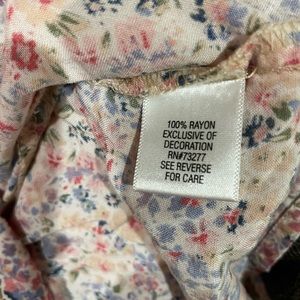 100% RAYON
EXCLUSIVE OF
DECORATION
RN#73277
SEE REVERSE
FOR CARE